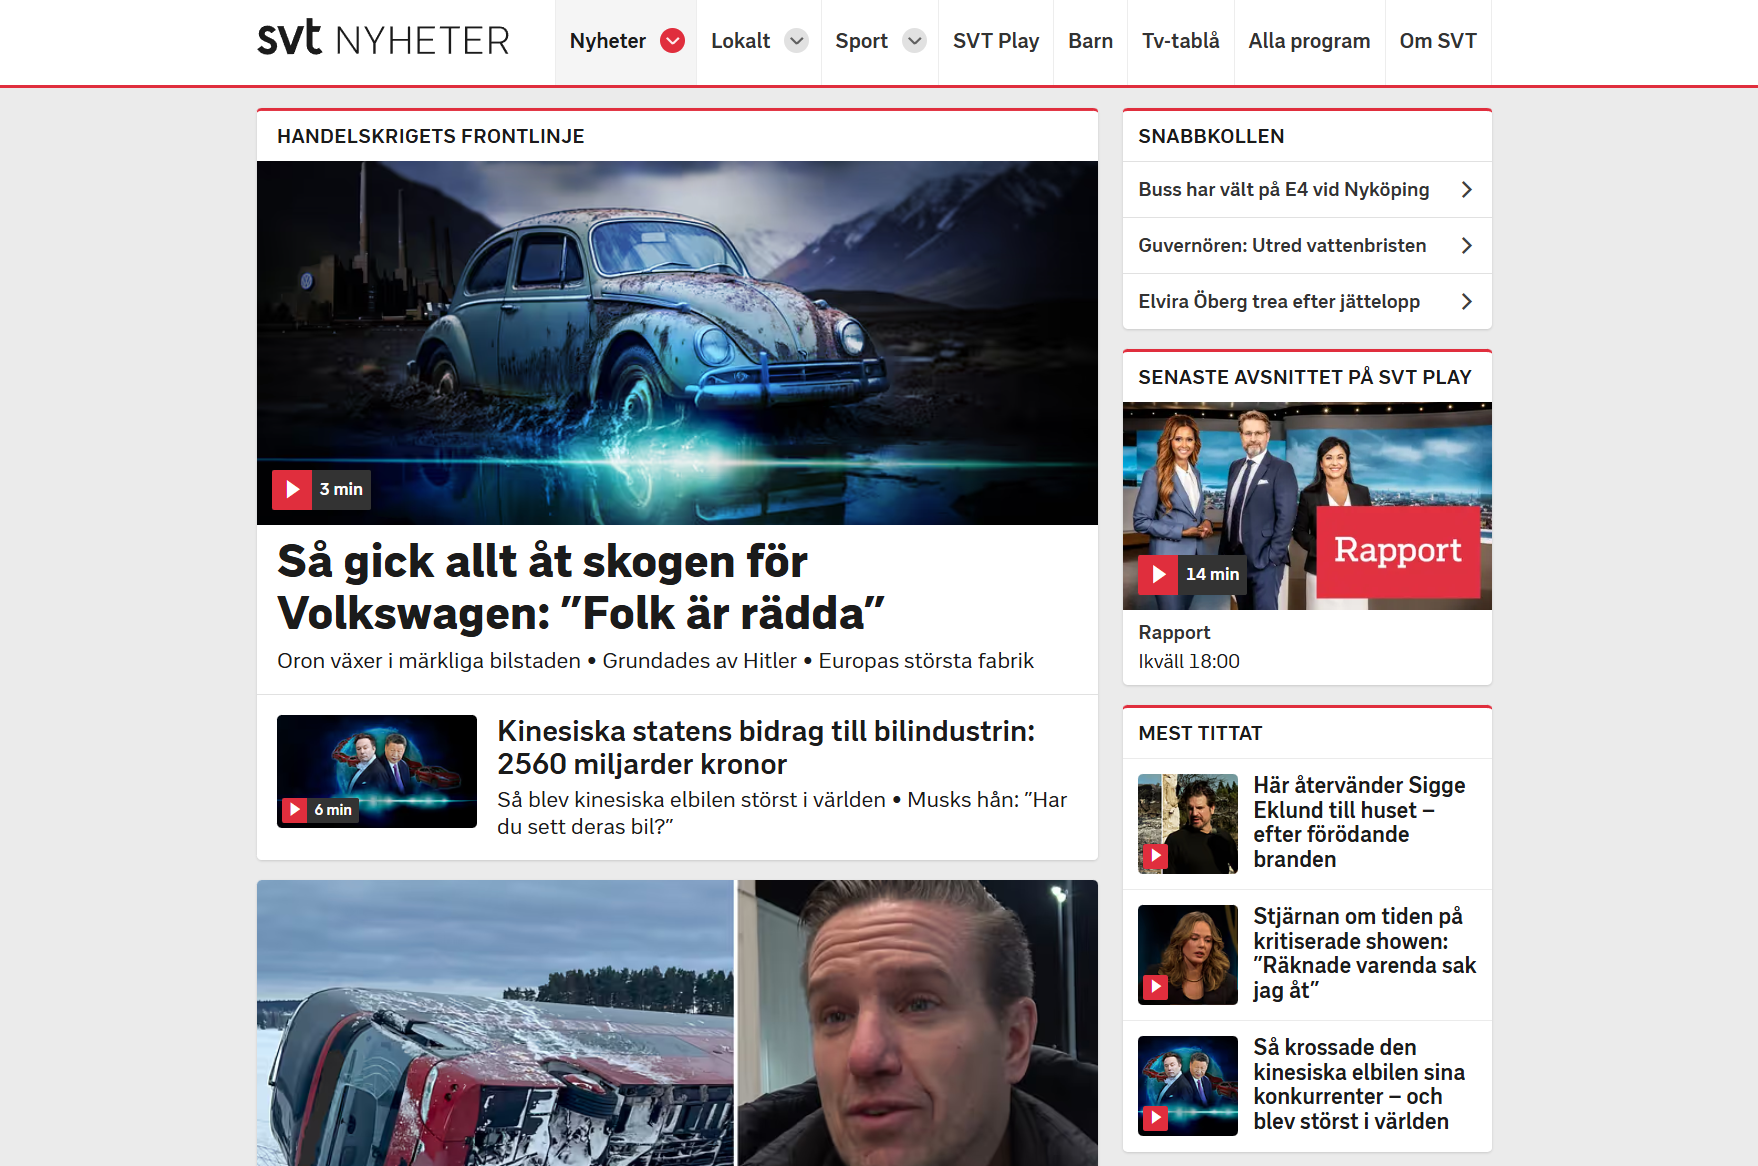 svt NYHETER
Nyheter
Lokalt
Sport
SVT Play
Barn
Tv-tablå
Alla program
Om SVT
HANDELSKRIGETS FRONTLINJE
3 min
Så gick allt åt skogen för
Volkswagen: ”Folk är rädda”
Oron växer i märkliga bilstaden • Grundades av Hitler • Europas största fabrik
6 min
Kinesiska statens bidrag till bilindustrin:
2560 miljarder kronor
Så blev kinesiska elbilen störst i världen • Musks hån: ”Har
du sett deras bil?”
SNABBKOLLEN
Buss har vält på E4 vid Nyköping
Guvernören: Utred vattenbristen
Elvira Öberg trea efter jättelopp
SENASTE AVSNITTET PÅ SVT PLAY
Rapport
14 min
Rapport
Ikväll 18:00
MEST TITTAT
Här återvänder Sigge
Eklund till huset –
efter förödande
branden
Stjärnan om tiden på
kritiserade showen:
”Räknade varenda sak
jag åt”
Så krossade den
kinesiska elbilen sina
konkurrenter – och
blev störst i världen